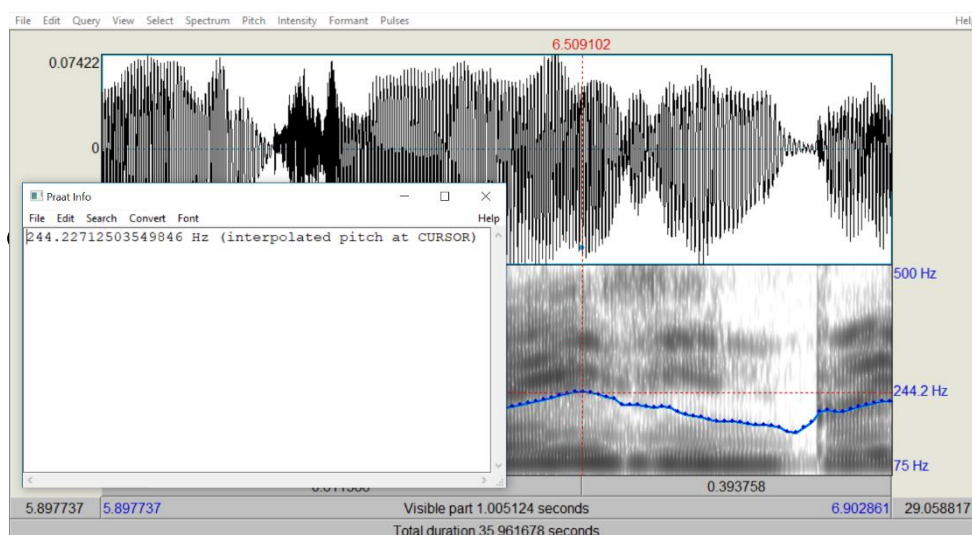 File Edit Query View Select Spectrum Pitch Intensity Formant Pulses Help
6.509102
0.07422
0
Praat Info
File Edit Search Convert Font Help
244.22712503549846 Hz (interpolated pitch at CURSOR)
500 Hz
244.2 Hz
75 Hz
0.393758
5.897737 5.897737 Visible part 1.005124 seconds 6.902861 29.058817
Total duration 35.961678 seconds